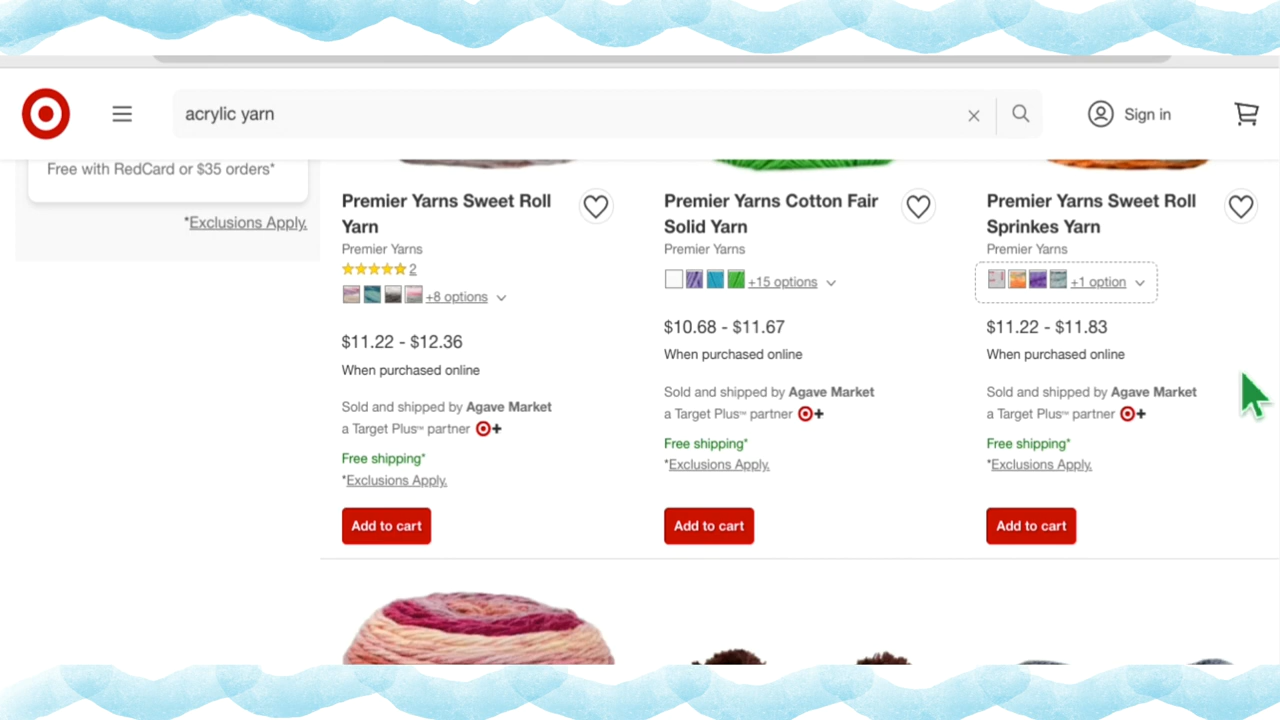 acrylic yarn
Sign in
Free with RedCard or $35 orders*
*Exclusions Apply.
Premier Yarns Sweet Roll
Yarn
Premier Yarns
2
+8 options
$11.22 - $12.36
When purchased online
Sold and shipped by Agave Market
a Target Plus™ partner
Free shipping*
*Exclusions Apply.
Add to cart
Premier Yarns Cotton Fair
Solid Yarn
Premier Yarns
+15 options
$10.68 - $11.67
When purchased online
Sold and shipped by Agave Market
a Target Plus™ partner
Free shipping*
*Exclusions Apply.
Add to cart
Premier Yarns Sweet Roll
Sprinkes Yarn
Premier Yarns
+1 option
$11.22 - $11.83
When purchased online
Sold and shipped by Agave Market
a Target Plus™ partner
Free shipping*
*Exclusions Apply.
Add to cart